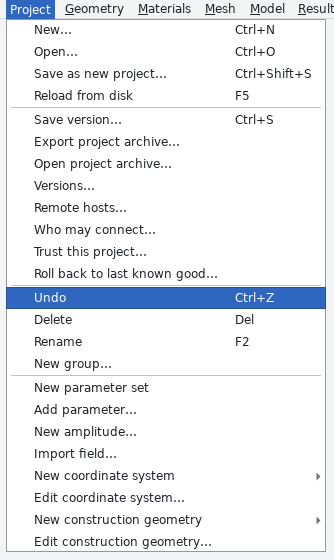 Project Geometry Materials Mesh Model Result
New... Ctrl+N
Open... Ctrl+O
Save as new project... Ctrl+Shift+S
Reload from disk F5
Save version... Ctrl+S
Export project archive...
Open project archive...
Versions...
Remote hosts...
Who may connect...
Trust this project...
Roll back to last known good...
Undo Ctrl+Z
Delete Del
Rename F2
New group...
New parameter set
Add parameter...
New amplitude...
Import field...
New coordinate system
Edit coordinate system...
New construction geometry
Edit construction geometry...